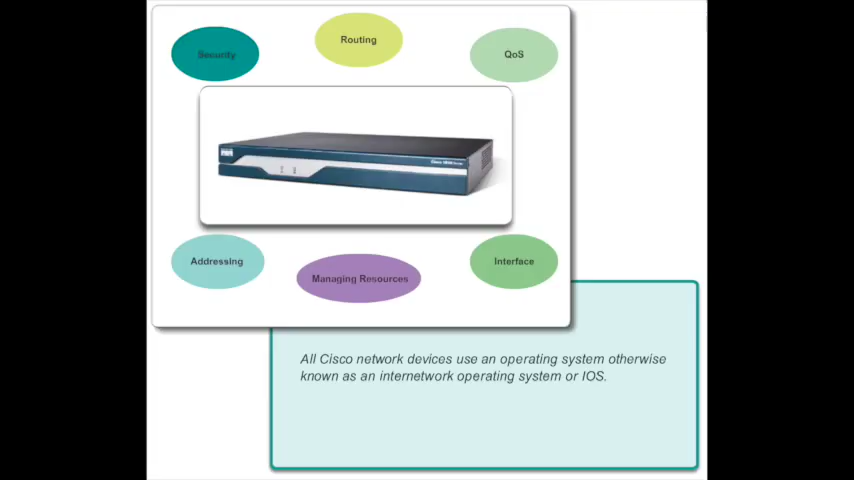 Security
Routing
QoS
Addressing
Managing Resources
Interface
All Cisco network devices use an operating system otherwise
known as an internetwork operating system or IOS.